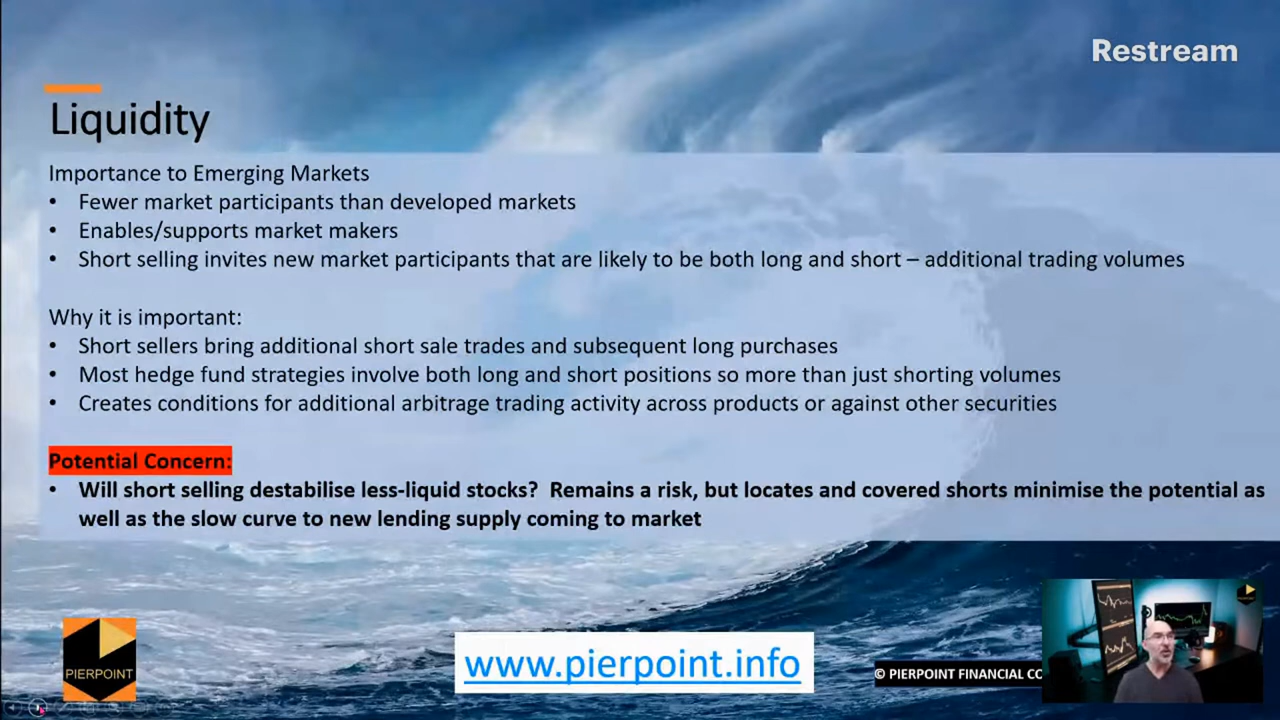 Restream
Liquidity
Importance to Emerging Markets
• Fewer market participants than developed markets
• Enables/supports market makers
• Short selling invites new market participants that are likely to be both long and short – additional trading volumes
Why it is important:
• Short sellers bring additional short sale trades and subsequent long purchases
• Most hedge fund strategies involve both long and short positions so more than just shorting volumes
• Creates conditions for additional arbitrage trading activity across products or against other securities
Potential Concern:
• Will short selling destabilise less-liquid stocks? Remains a risk, but locates and covered shorts minimise the potential as
well as the slow curve to new lending supply coming to market
PIERPOINT
www.pierpoint.info
© PIERPOINT FINANCIAL CO